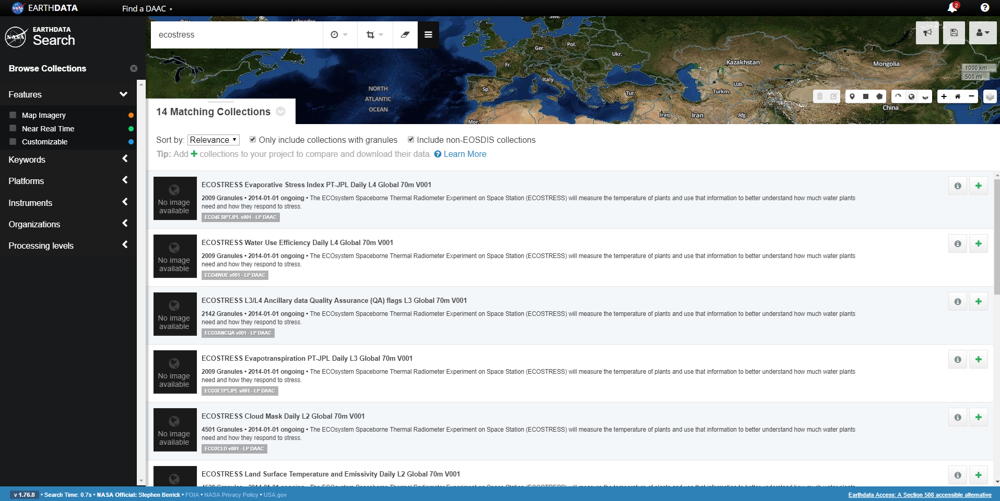 EARTHDATA
Find a DAAC
2
EARTHDATA
Search
ecostress
Browse Collections
Features
Map Imagery
Near Real Time
Customizable
Keywords
Platforms
Instruments
Organizations
Processing levels
Labrador
Swe.
Ger.
Pol.
Ukr.
Fr.
Kazakhstan
Mongolia
1000 km
500 mi
Italy
Sp.
Tur.
Uzb.
Turkm.
NORTH
ATLANTIC
OCEAN
China
Mor.
Iraq
Iran
Afg.
14 Matching Collections
Sort by: Relevance Only include collections with granules Include non-EOSDIS collections
Tip: Add + collections to your project to compare and download their data. Learn More
No image
available
ECOSTRESS Evaporative Stress Index PT-JPL Daily L4 Global 70m V001
2009 Granules • 2014-01-01 ongoing • The ECOsystem Spaceborne Thermal Radiometer Experiment on Space Station (ECOSTRESS) will measure the temperature of plants and use that information to better understand how much water plants
need and how they respond to stress.
ECO4ESIPTJPL v001 - LP DAAC
No image
available
ECOSTRESS Water Use Efficiency Daily L4 Global 70m V001
2009 Granules • 2014-01-01 ongoing • The ECOsystem Spaceborne Thermal Radiometer Experiment on Space Station (ECOSTRESS) will measure the temperature of plants and use that information to better understand how much water plants
need and how they respond to stress.
ECO4WUE v001 - LP DAAC
No image
available
ECOSTRESS L3/L4 Ancillary data Quality Assurance (QA) flags L3 Global 70m V001
2142 Granules • 2014-01-01 ongoing • The ECOsystem Spaceborne Thermal Radiometer Experiment on Space Station (ECOSTRESS) will measure the temperature of plants and use that information to better understand how much water plants
need and how they respond to stress.
ECO3ANCQA v001 - LP DAAC
No image
available
ECOSTRESS Evapotranspiration PT-JPL Daily L3 Global 70m V001
2009 Granules • 2014-01-01 ongoing • The ECOsystem Spaceborne Thermal Radiometer Experiment on Space Station (ECOSTRESS) will measure the temperature of plants and use that information to better understand how much water plants
need and how they respond to stress.
ECO3ETPTJPL v001 - LP DAAC
No image
available
ECOSTRESS Cloud Mask Daily L2 Global 70m V001
4501 Granules • 2014-01-01 ongoing • The ECOsystem Spaceborne Thermal Radiometer Experiment on Space Station (ECOSTRESS) will measure the temperature of plants and use that information to better understand how much water plants
need and how they respond to stress.
ECO2CLD v001 - LP DAAC
ECOSTRESS Land Surface Temperature and Emissivity Daily L2 Global 70m V001
v 1.76.8 • Search Time: 0.7s • NASA Official: Stephen Berrick • FOIA • NASA Privacy Policy • USA.gov
Earthdata Access: A Section 508 accessible alternative